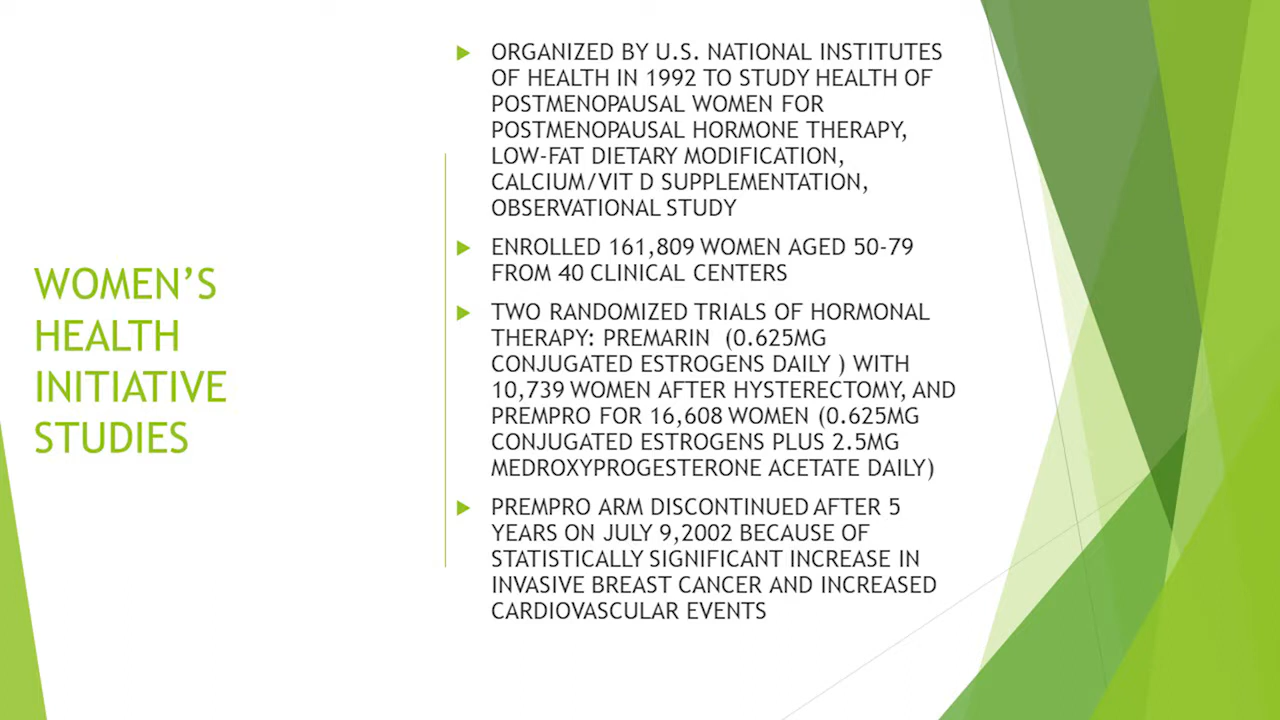 WOMEN'S
HEALTH
INITIATIVE
STUDIES
ORGANIZED BY U.S. NATIONAL INSTITUTES
OF HEALTH IN 1992 TO STUDY HEALTH OF
POSTMENOPAUSAL WOMEN FOR
POSTMENOPAUSAL HORMONE THERAPY,
LOW-FAT DIETARY MODIFICATION,
CALCIUM/VIT D SUPPLEMENTATION,
OBSERVATIONAL STUDY
ENROLLED 161,809 WOMEN AGED 50-79
FROM 40 CLINICAL CENTERS
TWO RANDOMIZED TRIALS OF HORMONAL
THERAPY: PREMARIN (0.625MG
CONJUGATED ESTROGENS DAILY ) WITH
10,739 WOMEN AFTER HYSTERECTOMY, AND
PREMPRO FOR 16,608 WOMEN (0.625MG
CONJUGATED ESTROGENS PLUS 2.5MG
MEDROXYPROGESTERONE ACETATE DAILY)
PREMPRO ARM DISCONTINUED AFTER 5
YEARS ON JULY 9,2002 BECAUSE OF
STATISTICALLY SIGNIFICANT INCREASE IN
INVASIVE BREAST CANCER AND INCREASED
CARDIOVASCULAR EVENTS